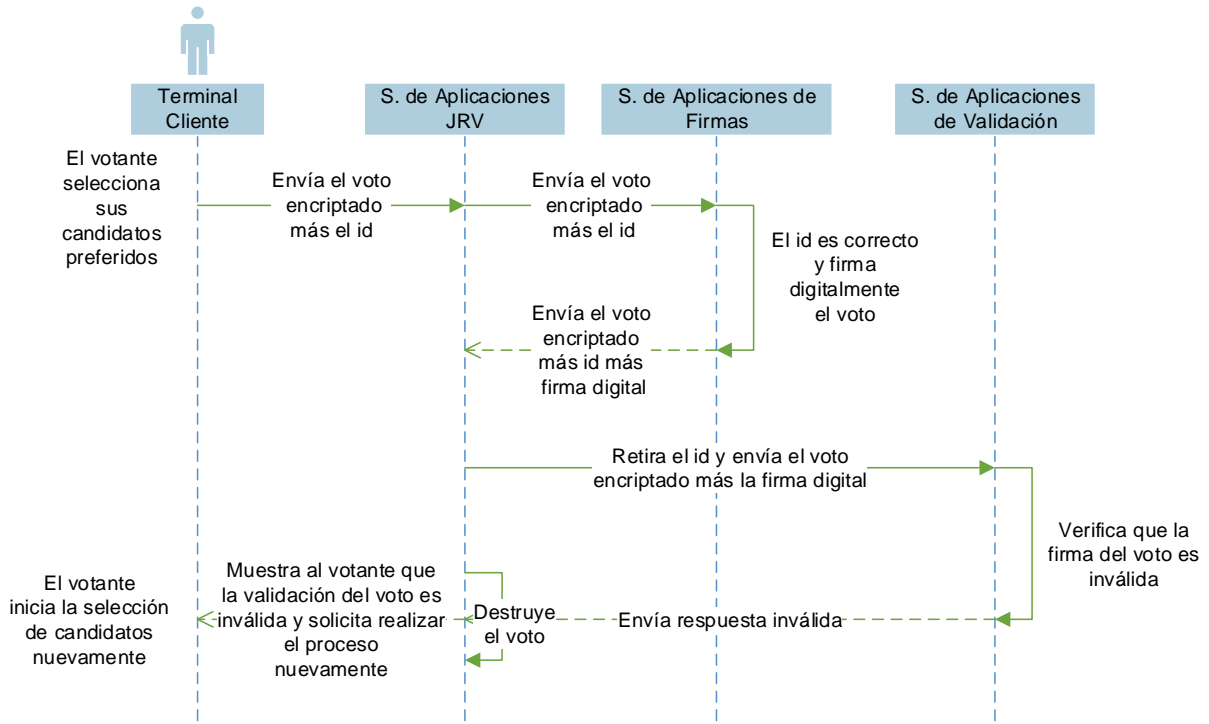 Terminal
Cliente
S. de Aplicaciones
JRV
S. de Aplicaciones de
Firmas
S. de Aplicaciones
de Validación
El votante
selecciona
sus
candidatos
preferidos
Envía el voto
encriptado
más el id
Envía el voto
encriptado
más el id
El id es correcto
y firma
digitalmente
el voto
Envía el voto
encriptado
más id más
firma digital
Retira el id y envía el voto
encriptado más la firma digital
Verifica que la
firma del voto es
inválida
Envía respuesta inválida
Destruye
el voto
Muestra al votante que
la validación del voto es
inválida y solicita realizar
el proceso
nuevamente
El votante
inicia la selección
de candidatos
nuevamente